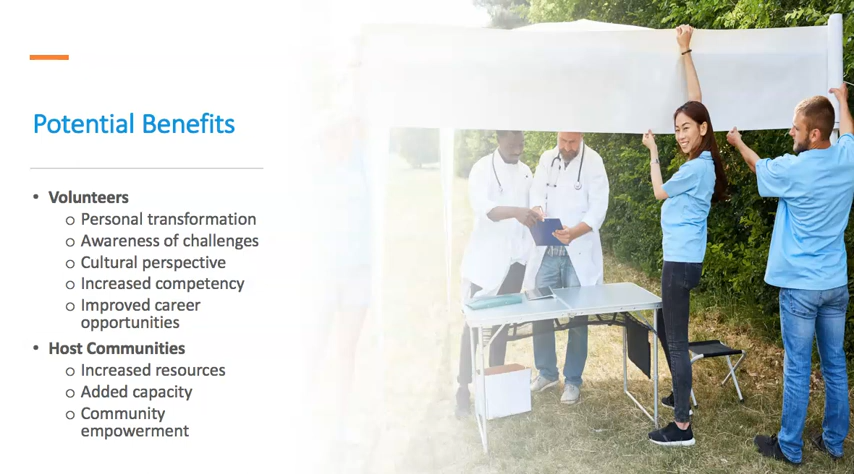 Potential Benefits
• Volunteers
o Personal transformation
o Awareness of challenges
o Cultural perspective
o Increased competency
o Improved career
opportunities
• Host Communities
o Increased resources
o Added capacity
o Community
empowerment